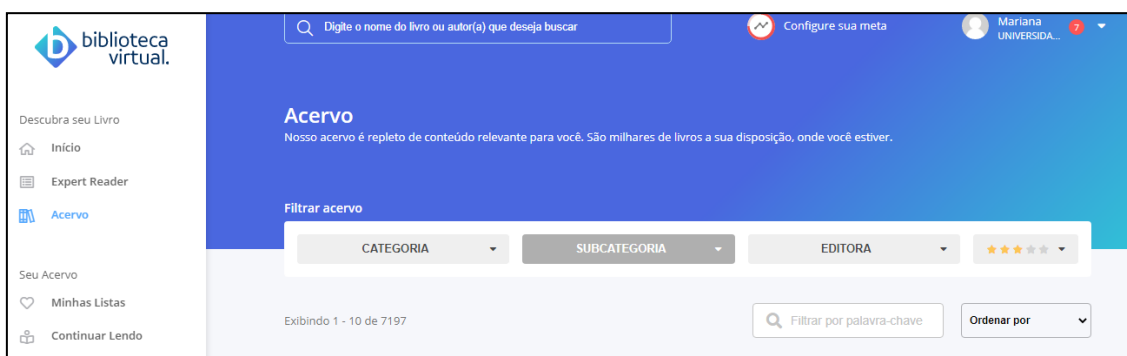 biblioteca
virtual.
Descubra seu Livro
Início
Expert Reader
Acervo
Seu Acervo
Minhas Listas
Continuar Lendo
Digite o nome do livro ou autor(a) que deseja buscar
Configure sua meta
Mariana
UNIVERSIDA...
7
Acervo
Nosso acervo é repleto de conteúdo relevante para você. São milhares de livros a sua disposição, onde você estiver.
Filtrar acervo
CATEGORIA
SUBCATEGORIA
EDITORA
Exibindo 1 - 10 de 7197
Filtrar por palavra-chave
Ordenar por